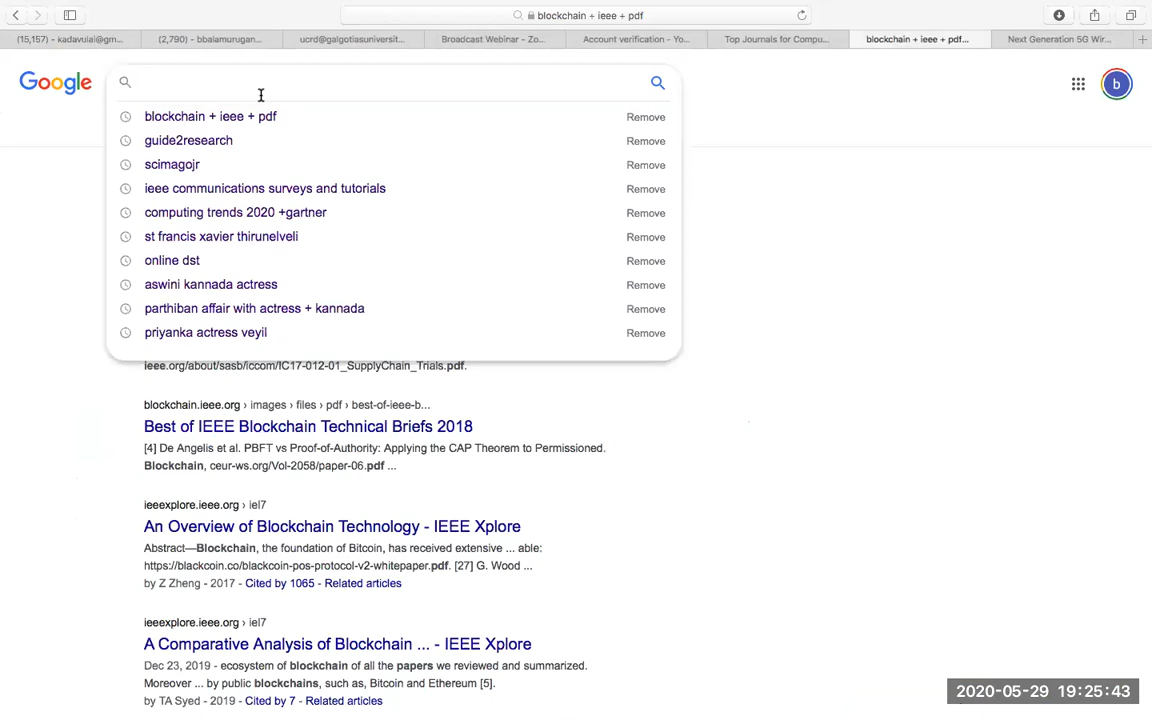 blockchain + ieee + pdf
(15,157) - kadavulai@gm...
(2,790) - bbalamurugan...
ucrd@galgotiasuniversit...
Broadcast Webinar - Zo...
Account verification - Yo...
Top Journals for Compu...
blockchain + ieee + pdf...
Next Generation 5G Wir...
Google
b
blockchain + ieee + pdf Remove
guide2research Remove
scimagojr Remove
ieee communications surveys and tutorials Remove
computing trends 2020 +gartner Remove
st francis xavier thirunelveli Remove
online dst Remove
aswini kannada actress Remove
parthiban affair with actress + kannada Remove
priyanka actress veyil Remove
ieee.org/about/sasb/iccom/IC17-012-01_SupplyChain_Trials.pdf.
blockchain.ieee.org › images › files › pdf › best-of-ieee-b...
Best of IEEE Blockchain Technical Briefs 2018
[4] De Angelis et al. PBFT vs Proof-of-Authority: Applying the CAP Theorem to Permissioned.
Blockchain, ceur-ws.org/Vol-2058/paper-06.pdf ...
ieeexplore.ieee.org › iel7
An Overview of Blockchain Technology - IEEE Xplore
Abstract—Blockchain, the foundation of Bitcoin, has received extensive ... able:
https://blackcoin.co/blackcoin-pos-protocol-v2-whitepaper.pdf. [27] G. Wood ...
by Z Zheng - 2017 - Cited by 1065 - Related articles
ieeexplore.ieee.org › iel7
A Comparative Analysis of Blockchain ... - IEEE Xplore
Dec 23, 2019 - ecosystem of blockchain of all the papers we reviewed and summarized.
Moreover ... by public blockchains, such as, Bitcoin and Ethereum [5].
by TA Syed - 2019 - Cited by 7 - Related articles
2020-05-29 19:25:43